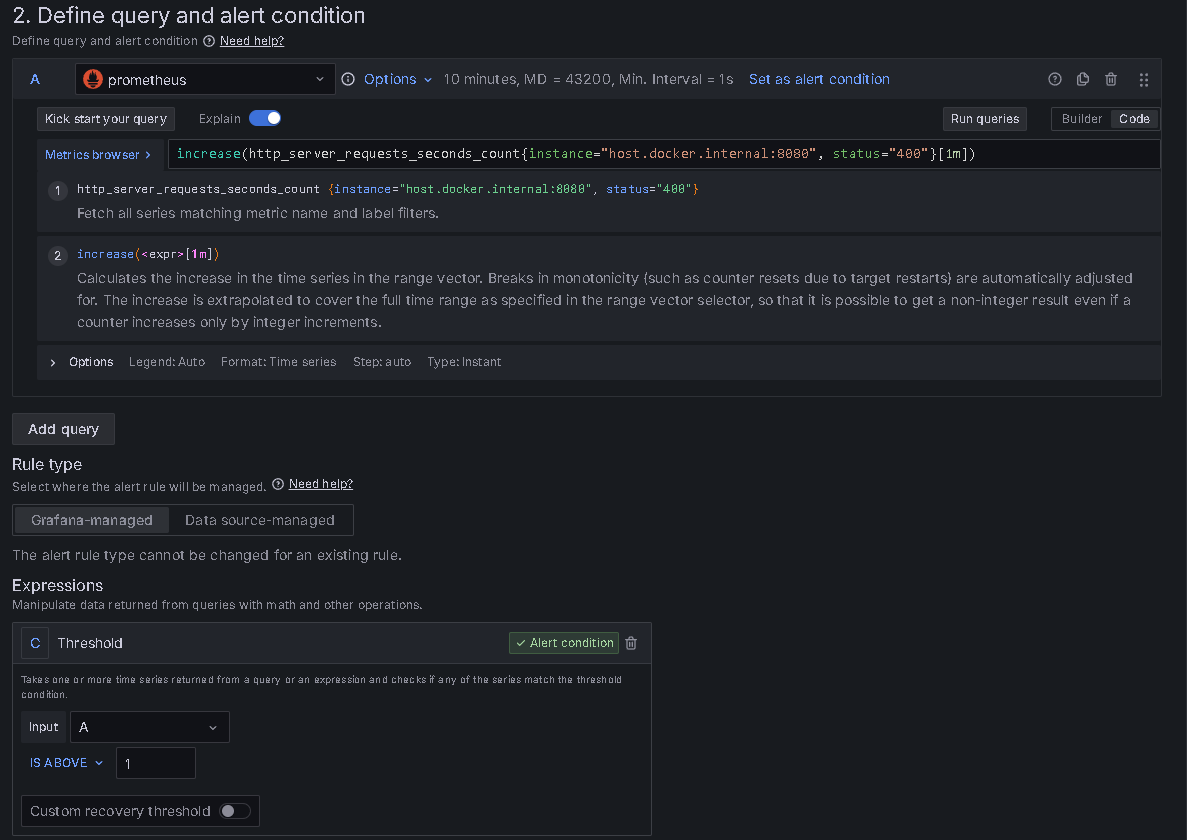 2. Define query and alert condition
Define query and alert condition Need help?
A prometheus Options 10 minutes, MD = 43200, Min. Interval = 1s Set as alert condition
Kick start your query Explain Run queries Builder Code
Metrics browser > increase(http_server_requests_seconds_count{instance="host.docker.internal:8080", status="400"}[1m])
1 http_server_requests_seconds_count {instance="host.docker.internal:8080", status="400"}
Fetch all series matching metric name and label filters.
2 increase(<expr>[1m])
Calculates the increase in the time series in the range vector. Breaks in monotonicity (such as counter resets due to target restarts) are automatically adjusted
for. The increase is extrapolated to cover the full time range as specified in the range vector selector, so that it is possible to get a non-integer result even if a
counter increases only by integer increments.
> Options Legend: Auto Format: Time series Step: auto Type: Instant
Add query
Rule type
Select where the alert rule will be managed. Need help?
Grafana-managed Data source-managed
The alert rule type cannot be changed for an existing rule.
Expressions
Manipulate data returned from queries with math and other operations.
C Threshold Alert condition
Takes one or more time series returned from a query or an expression and checks if any of the series match the threshold
condition.
Input A
IS ABOVE 1
Custom recovery threshold